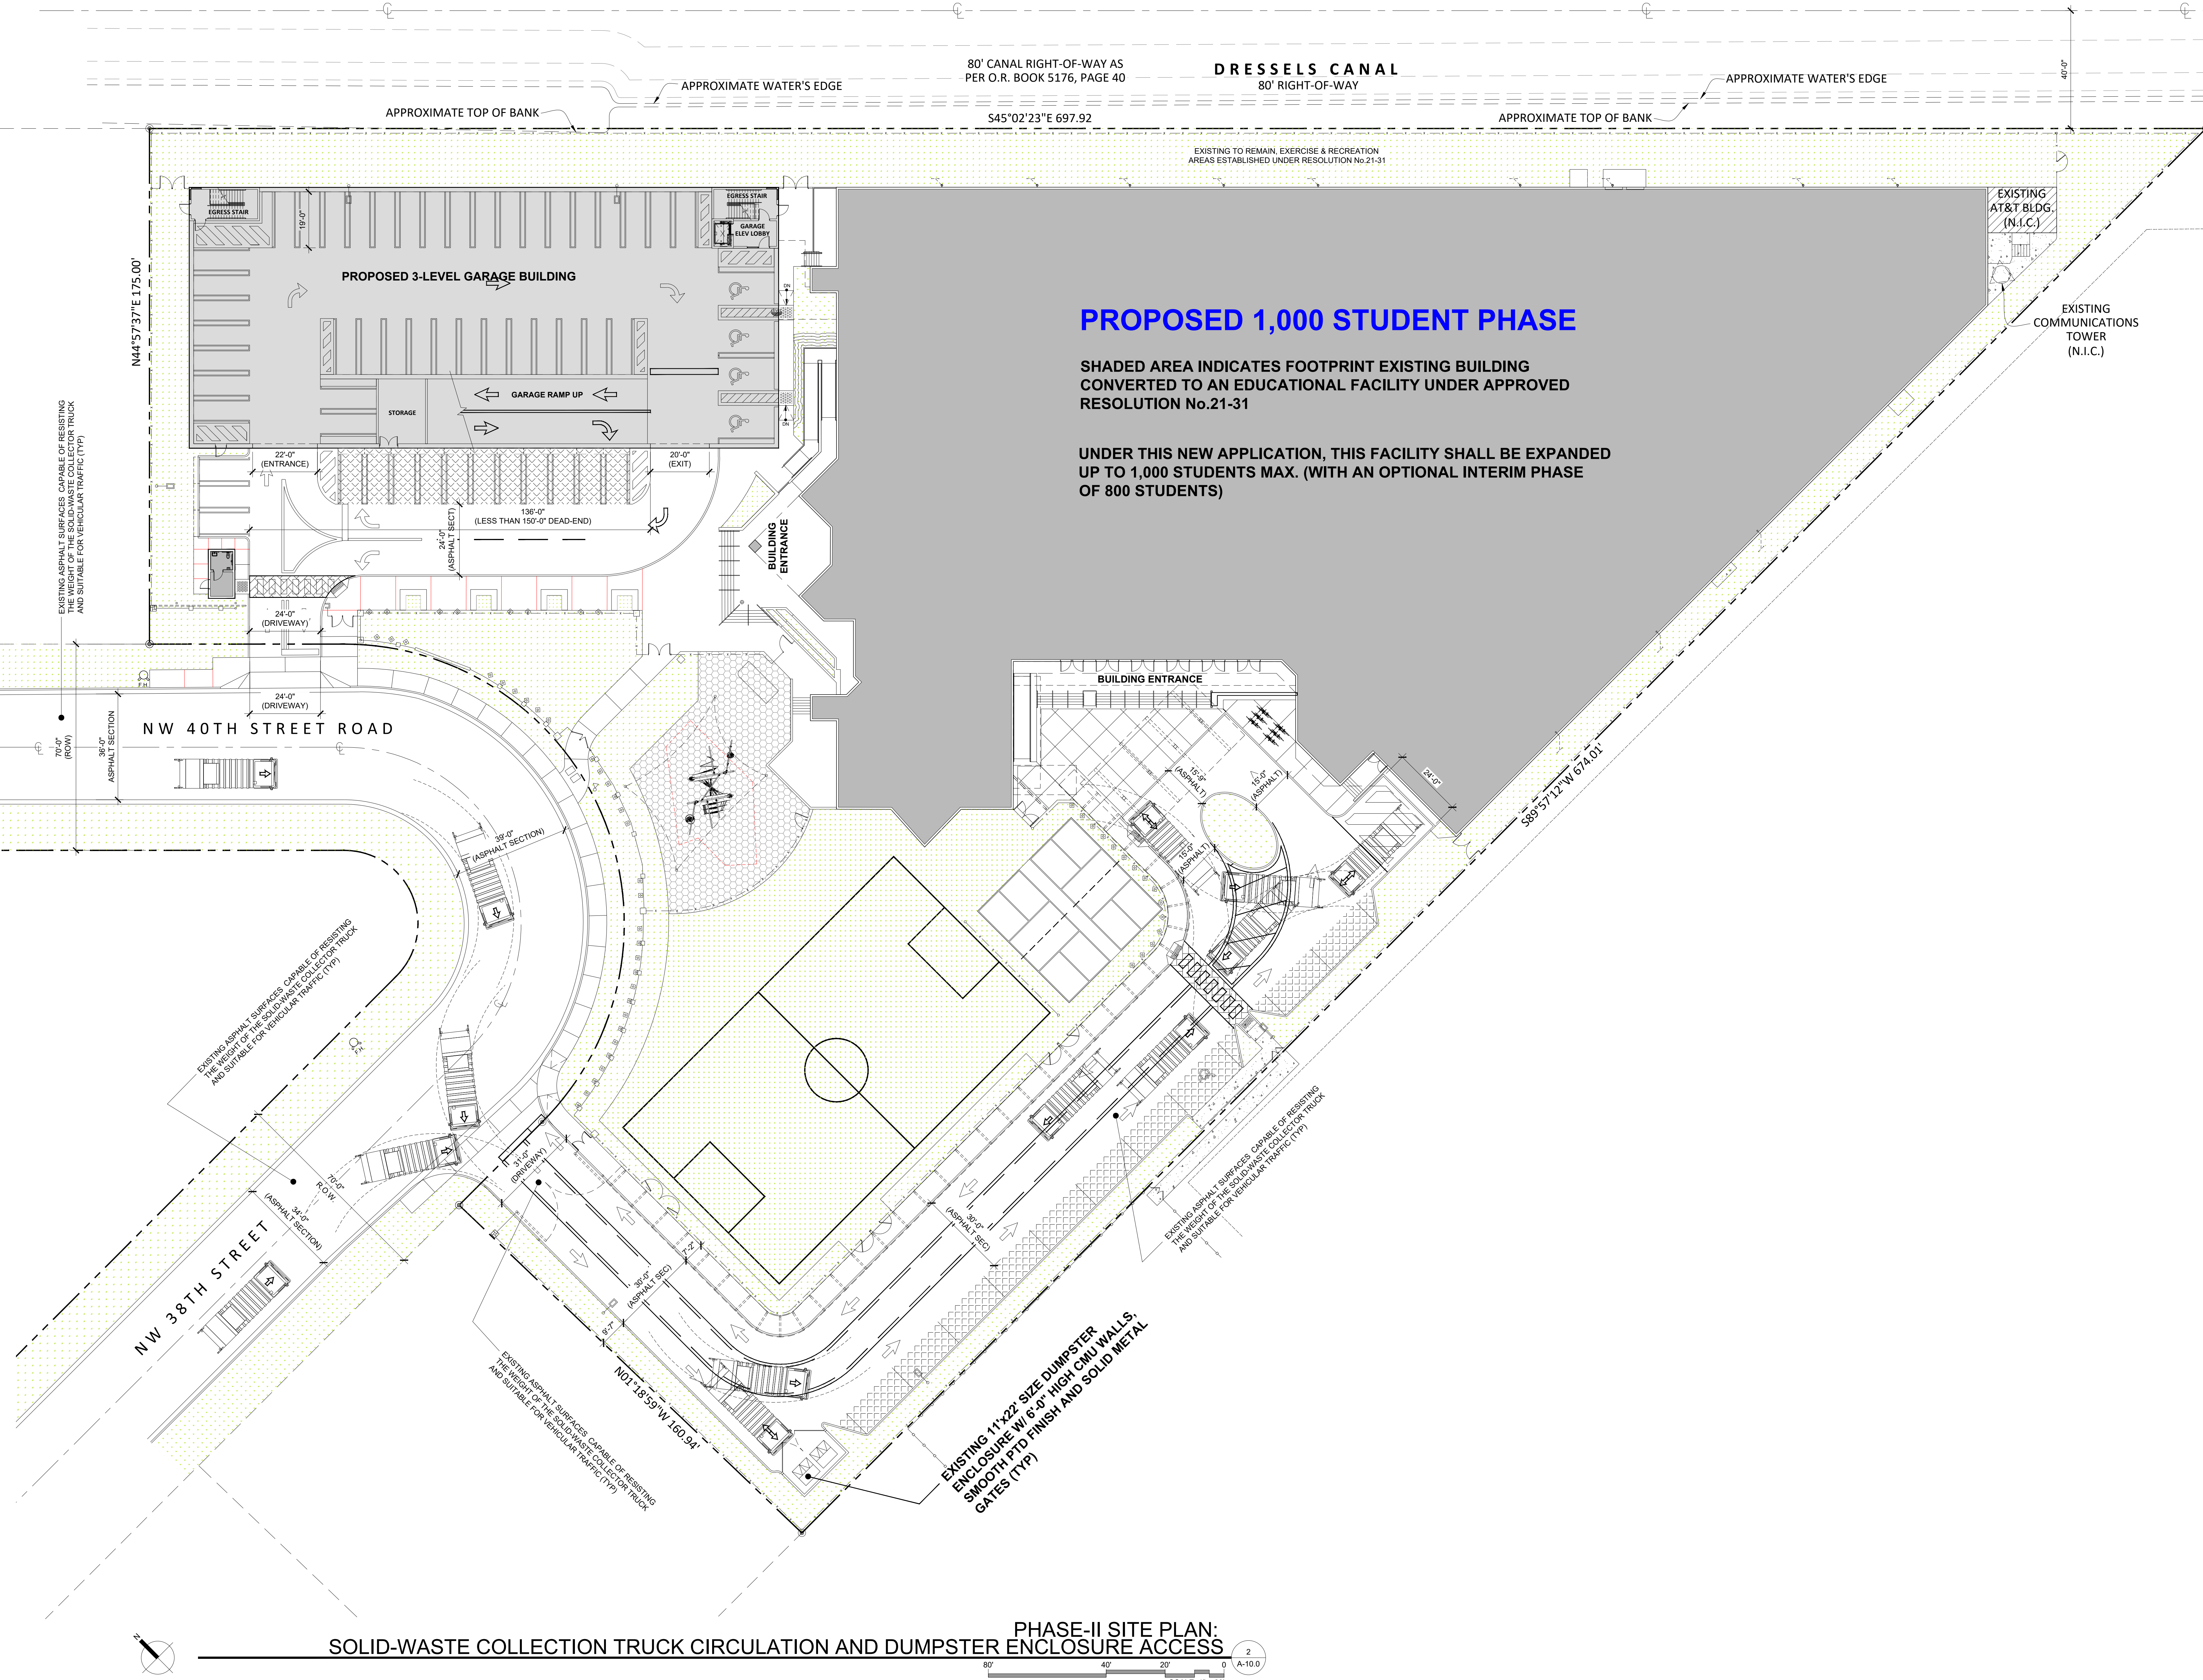 80' CANAL RIGHT-OF-WAY AS
PER O.R. BOOK 5176, PAGE 40
DRESSELS CANAL
80' RIGHT-OF-WAY
APPROXIMATE WATER'S EDGE
APPROXIMATE WATER'S EDGE
40'-0"
APPROXIMATE TOP OF BANK
S45°02'23"E 697.92
APPROXIMATE TOP OF BANK
EXISTING TO REMAIN, EXERCISE & RECREATION
AREAS ESTABLISHED UNDER RESOLUTION No.21-31
EGRESS STAIR
19'-0"
EGRESS STAIR
GARAGE
ELEV LOBBY
EXISTING
AT&T BLDG.
(N.I.C.)
N44°57'37"E 175.00'
PROPOSED 3-LEVEL GARAGE BUILDING
DN
UP
PROPOSED 1,000 STUDENT PHASE
EXISTING
COMMUNICATIONS
TOWER
(N.I.C.)
SHADED AREA INDICATES FOOTPRINT EXISTING BUILDING
CONVERTED TO AN EDUCATIONAL FACILITY UNDER APPROVED
RESOLUTION No.21-31
GARAGE RAMP UP
STORAGE
DN
UNDER THIS NEW APPLICATION, THIS FACILITY SHALL BE EXPANDED
UP TO 1,000 STUDENTS MAX. (WITH AN OPTIONAL INTERIM PHASE
OF 800 STUDENTS)
EXISTING ASPHALT SURFACES CAPABLE OF RESISTING
THE WEIGHT OF THE SOLID-WASTE COLLECTOR TRUCK
AND SUITABLE FOR VEHICULAR TRAFFIC (TYP)
22'-0"
(ENTRANCE)
20'-0"
(EXIT)
136'-0"
(LESS THAN 150'-0" DEAD-END)
24'-0"
(ASPHALT SECT)
BUILDING
ENTRANCE
24'-0"
(DRIVEWAY)
F.H.
24'-0"
(DRIVEWAY)
BUILDING ENTRANCE
NW 40TH STREET ROAD
70'-0"
(ROW)
36'-0"
ASPHALT SECTION
39'-0"
(ASPHALT SECTION)
15'-9"
(ASPHALT)
15'-0"
(ASPHALT)
15'-0"
(ASPHALT)
24'-0"
S89°57'12"W 674.01'
EXISTING ASPHALT SURFACES CAPABLE OF RESISTING
THE WEIGHT OF THE SOLID-WASTE COLLECTOR TRUCK
AND SUITABLE FOR VEHICULAR TRAFFIC (TYP)
F.H.
31'-0"
(DRIVEWAY)
70'-0"
R.O.W.
34'-0"
(ASPHALT SECTION)
NW 38TH STREET
30'-0"
(ASPHALT SEC)
EXISTING ASPHALT SURFACES CAPABLE OF RESISTING
THE WEIGHT OF THE SOLID-WASTE COLLECTOR TRUCK
AND SUITABLE FOR VEHICULAR TRAFFIC (TYP)
7'-2"
30'-0"
(ASPHALT SEC)
9'-7"
N01°18'59"W 160.94'
EXISTING ASPHALT SURFACES CAPABLE OF RESISTING
THE WEIGHT OF THE SOLID-WASTE COLLECTOR TRUCK
AND SUITABLE FOR VEHICULAR TRAFFIC (TYP)
EXISTING 11'x22' SIZE DUMPSTER
ENCLOSURE W/ 6'-0" HIGH CMU WALLS,
SMOOTH PTD FINISH AND SOLID METAL
GATES (TYP)
N
PHASE-II SITE PLAN:
SOLID-WASTE COLLECTION TRUCK CIRCULATION AND DUMPSTER ENCLOSURE ACCESS
2
A-10.0
80' 40' 20' 0